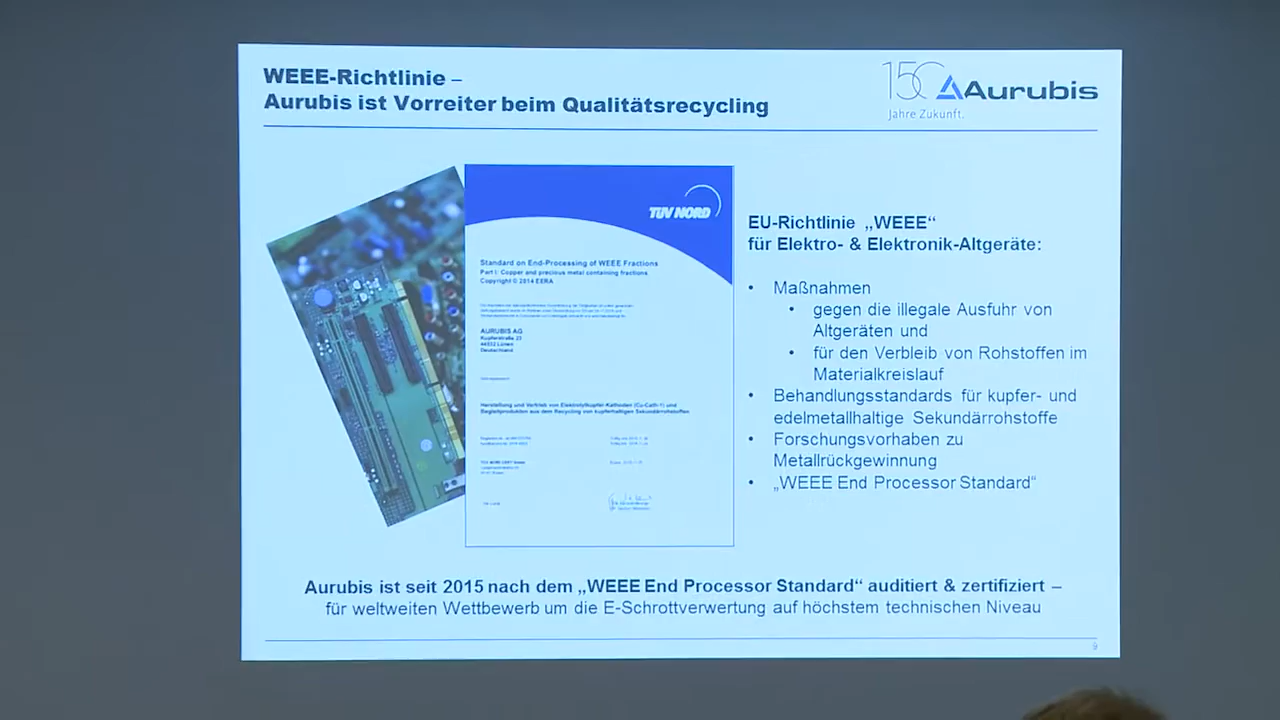 WEEE-Richtlinie –
Aurubis ist Vorreiter beim Qualitätsrecycling
150
Jahre Zukunft.
Aurubis
TÜV NORD
Standard on End-Processing of WEEE Fractions
Part I: Copper and precious metal containing fractions
Copyright © 2014 EERA
AURUBIS AG
Kupferstraße 23
44532 Lünen
Deutschland
Herstellung und Vertrieb von Elektrolytkupfer-Kathoden (Cu-Cath-1) und
Begleitprodukten aus dem Recycling von kupferhaltigen Sekundärrohstoffen
EU-Richtlinie „WEEE“
für Elektro- & Elektronik-Altgeräte:
• Maßnahmen
• gegen die illegale Ausfuhr von
Altgeräten und
• für den Verbleib von Rohstoffen im
Materialkreislauf
• Behandlungsstandards für kupfer- und
edelmetallhaltige Sekundärrohstoffe
• Forschungsvorhaben zu
Metallrückgewinnung
• „WEEE End Processor Standard“
Aurubis ist seit 2015 nach dem „WEEE End Processor Standard“ auditiert & zertifiziert –
für weltweiten Wettbewerb um die E-Schrottverwertung auf höchstem technischen Niveau
9